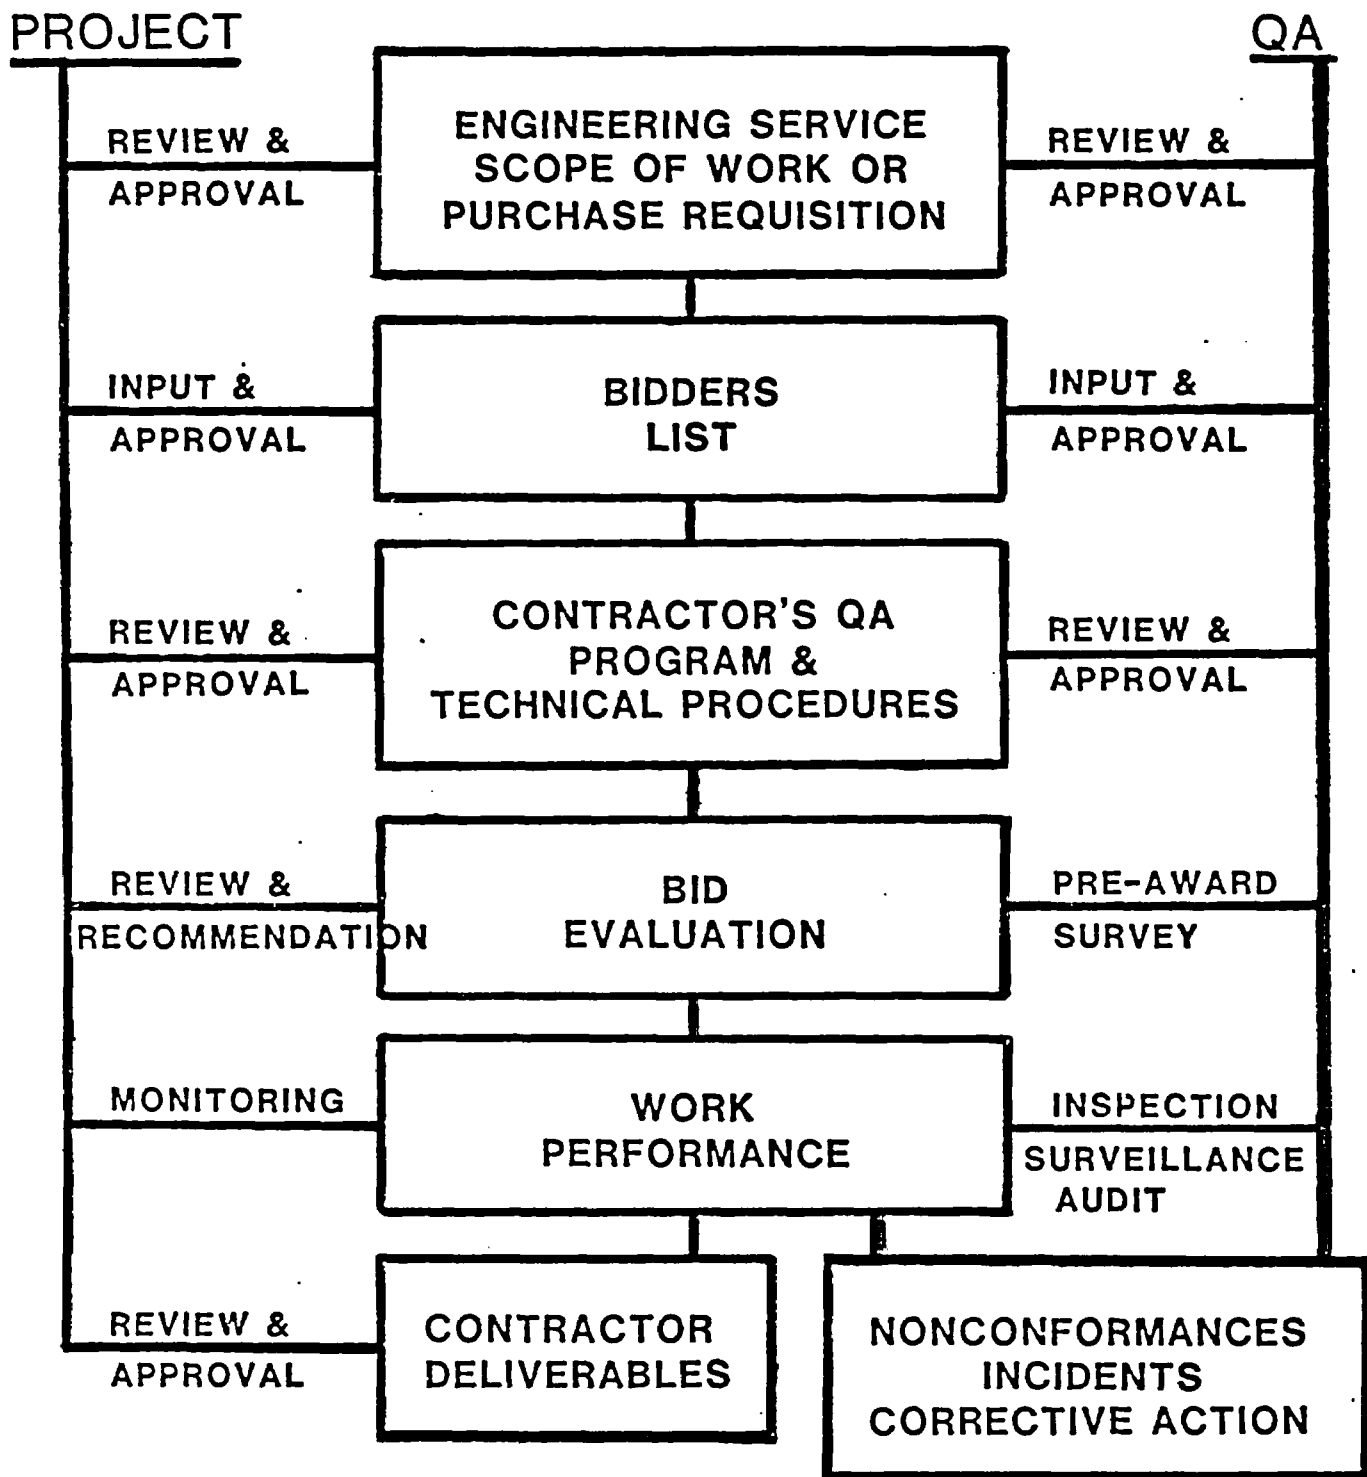 PROJECT
QA
REVIEW &
APPROVAL
ENGINEERING SERVICE
SCOPE OF WORK OR
PURCHASE REQUISITION
REVIEW &
APPROVAL
INPUT &
APPROVAL
BIDDERS
LIST
INPUT &
APPROVAL
REVIEW &
APPROVAL
CONTRACTOR'S QA
PROGRAM &
TECHNICAL PROCEDURES
REVIEW &
APPROVAL
REVIEW &
RECOMMENDATION
BID
EVALUATION
PRE-AWARD
SURVEY
MONITORING
WORK
PERFORMANCE
INSPECTION
SURVEILLANCE
AUDIT
REVIEW &
APPROVAL
CONTRACTOR
DELIVERABLES
NONCONFORMANCES
INCIDENTS
CORRECTIVE ACTION